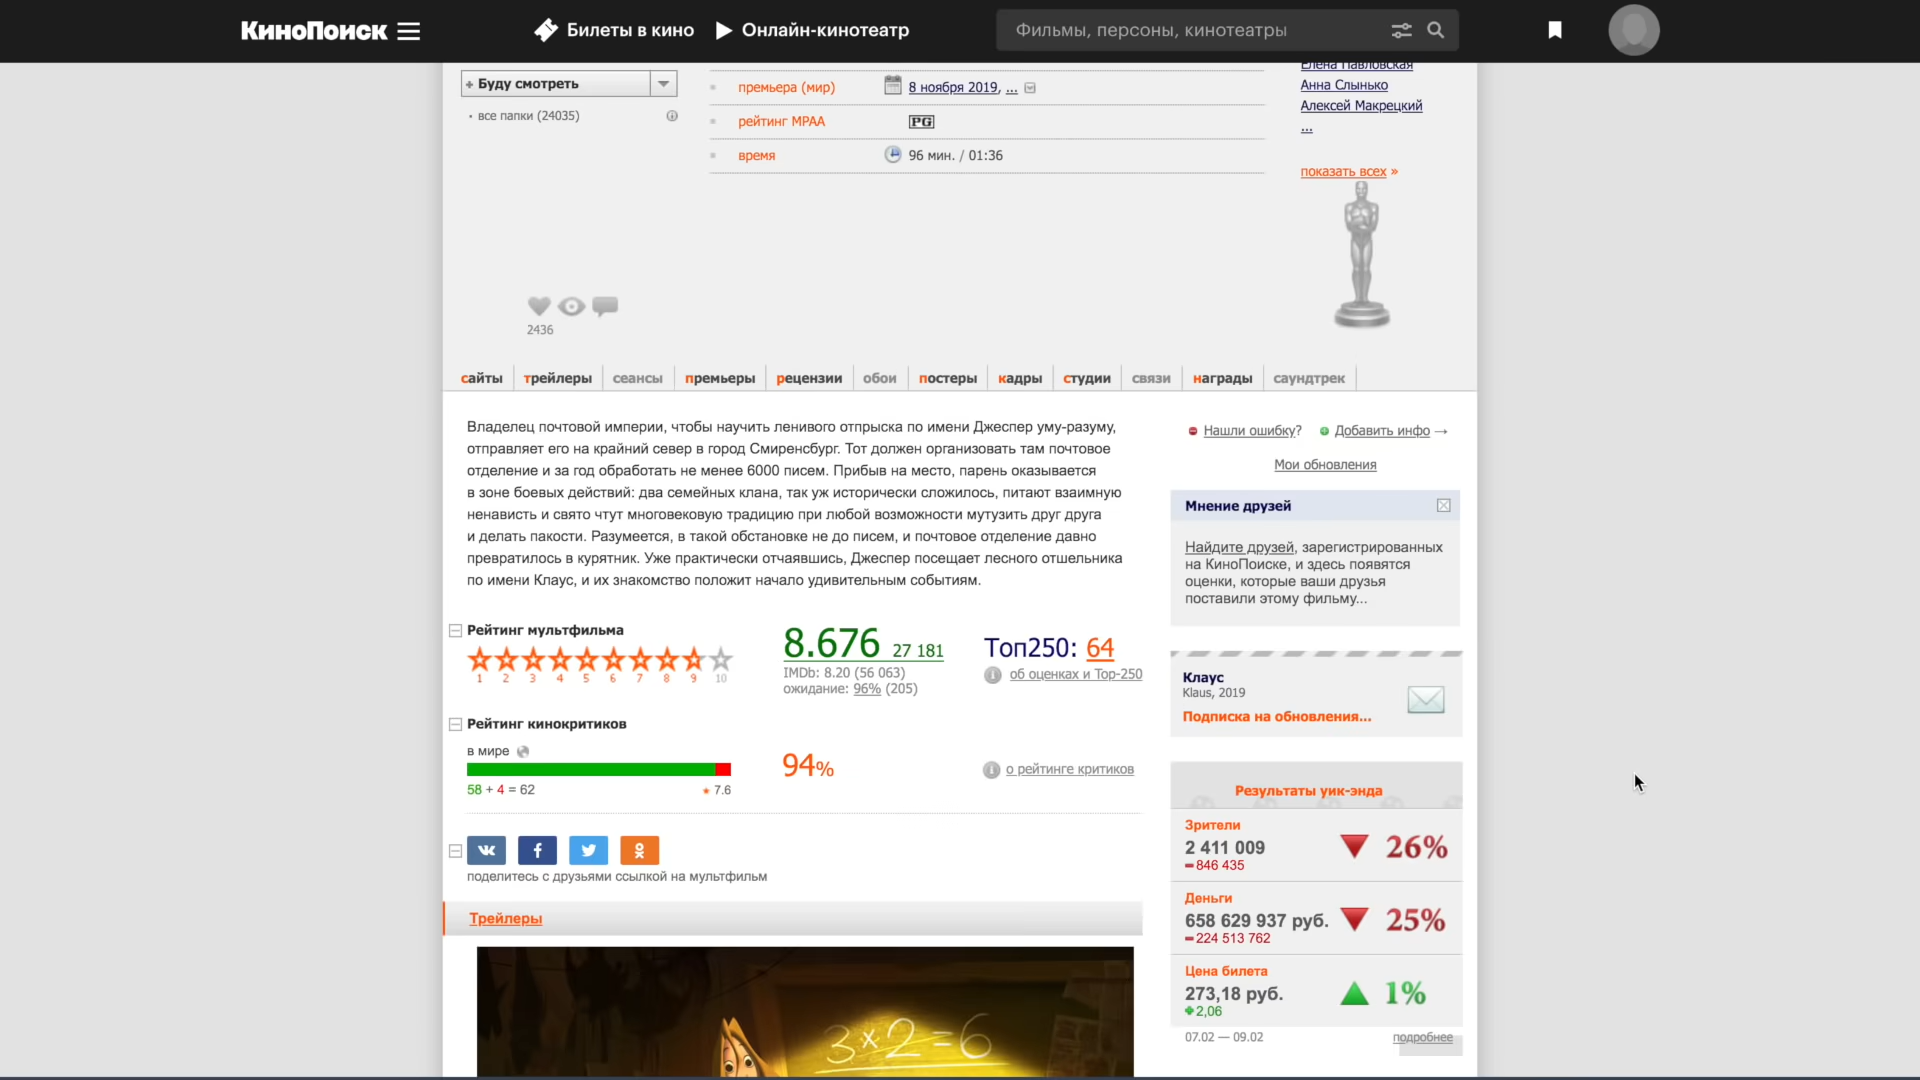 КиноПоиск
Билеты в кино
Онлайн-кинотеатр
Фильмы, персоны, кинотеатры
+ Буду смотреть
• все папки (24035)
премьера (мир) 8 ноября 2019, ...
рейтинг MPAA PG
время 96 мин. / 01:36
Елена Павловская
Анна Слынько
Алексей Макрецкий
...
показать всех »
2436
сайты трейлеры сеансы премьеры рецензии обои постеры кадры студии связи награды саундтрек
Владелец почтовой империи, чтобы научить ленивого отпрыска по имени Джеспер уму-разуму,
отправляет его на крайний север в город Смиренсбург. Тот должен организовать там почтовое
отделение и за год обработать не менее 6000 писем. Прибыв на место, парень оказывается
в зоне боевых действий: два семейных клана, так уж исторически сложилось, питают взаимную
ненависть и свято чтут многовековую традицию при любой возможности мутузить друг друга
и делать пакости. Разумеется, в такой обстановке не до писем, и почтовое отделение давно
превратилось в курятник. Уже практически отчаявшись, Джеспер посещает лесного отшельника
по имени Клаус, и их знакомство положит начало удивительным событиям.
Рейтинг мультфильма
1 2 3 4 5 6 7 8 9 10
8.676 27 181
IMDb: 8.20 (56 063)
ожидание: 96% (205)
Топ250: 64
об оценках и Top-250
Рейтинг кинокритиков
в мире
58 + 4 = 62
7.6
94%
о рейтинге критиков
поделитесь с друзьями ссылкой на мультфильм
Трейлеры
3×2=6
Нашли ошибку? Добавить инфо →
Мои обновления
Мнение друзей
Найдите друзей, зарегистрированных
на КиноПоиске, и здесь появятся
оценки, которые ваши друзья
поставили этому фильму...
Клаус
Klaus, 2019
Подписка на обновления...
Результаты уик-энда
Зрители
2 411 009
846 435
26%
Деньги
658 629 937 руб.
224 513 762
25%
Цена билета
273,18 руб.
2,06
1%
07.02 — 09.02
подробнее